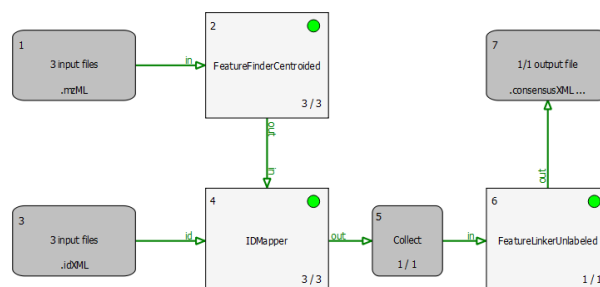 1
3 input files
.mzML
in
2
FeatureFinderCentroided
3 / 3
out
in
3
3 input files
.idXML
id
4
IDMapper
3 / 3
out
5
Collect
1 / 1
in
6
FeatureLinkerUnlabeled
1 / 1
out
7
1/1 output file
.consensusXML ...